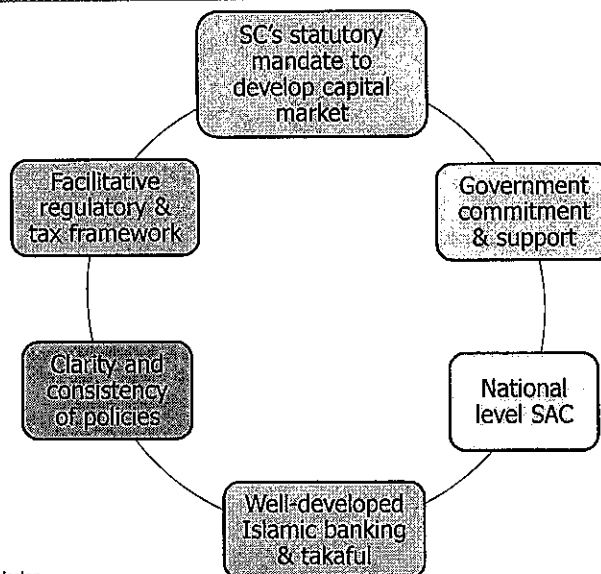 SC's statutory
mandate to
develop capital
market
Government
commitment
& support
National
level SAC
Well-developed
Islamic banking
& takaful
Clarity and
consistency
of policies
Facilitative
regulatory &
tax framework